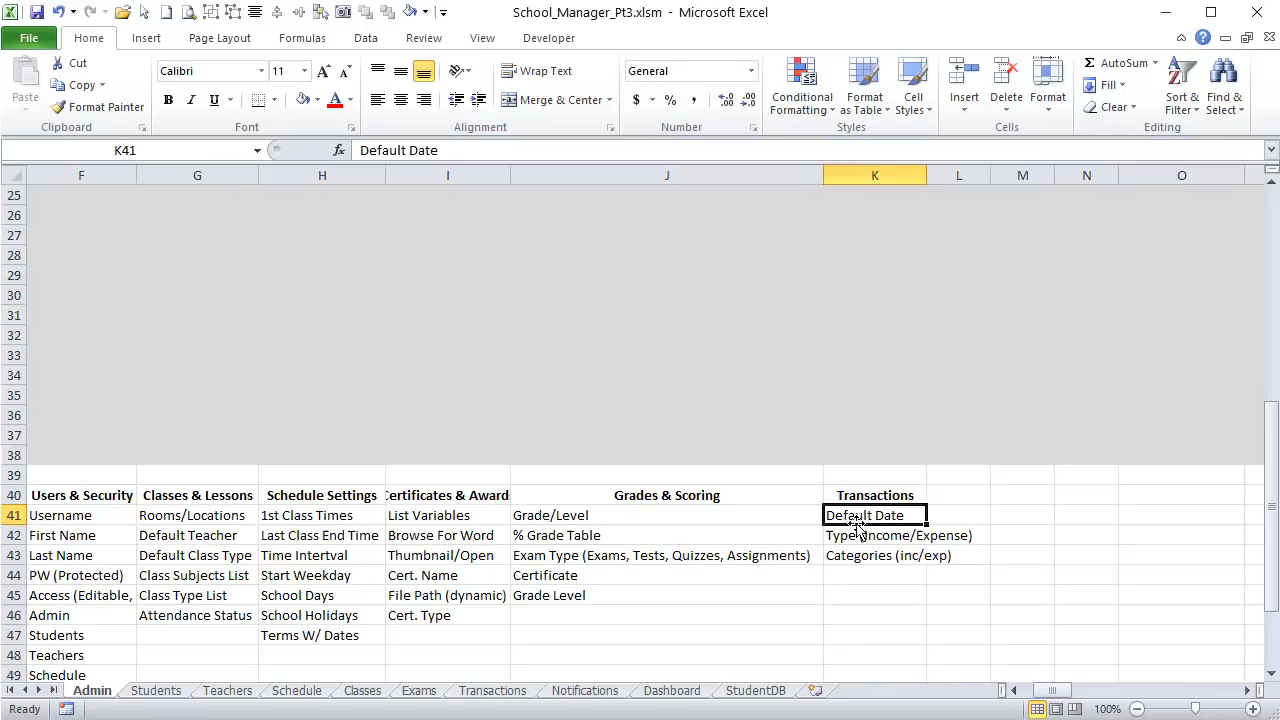 School_Manager_Pt3.xlsm - Microsoft Excel
File Home Insert Page Layout Formulas Data Review View Developer
Paste
Cut
Copy
Format Painter
Clipboard
Calibri 11
B I U
Font
Wrap Text
Merge & Center
Alignment
General
$ % ,
Number
Conditional Formatting
Format as Table
Cell Styles
Styles
Insert Delete Format
Cells
AutoSum
Fill
Clear
Sort & Filter
Find & Select
Editing
K41 fx Default Date
F G H I J K L M N O
25
26
27
28
29
30
31
32
33
34
35
36
37
38
39
40 Users & Security Classes & Lessons Schedule Settings Certificates & Award Grades & Scoring Transactions
41 Username Rooms/Locations 1st Class Times List Variables Grade/Level Default Date
42 First Name Default Teacher Last Class End Time Browse For Word % Grade Table Type (Income/Expense)
43 Last Name Default Class Type Time Intertval Thumbnail/Open Exam Type (Exams, Tests, Quizzes, Assignments) Categories (inc/exp)
44 PW (Protected) Class Subjects List Start Weekday Cert. Name Certificate
45 Access (Editable, Class Type List School Days File Path (dynamic) Grade Level
46 Admin Attendance Status School Holidays Cert. Type
47 Students Terms W/ Dates
48 Teachers
49 Schedule
Admin Students Teachers Schedule Classes Exams Transactions Notifications Dashboard StudentDB
Ready 100%